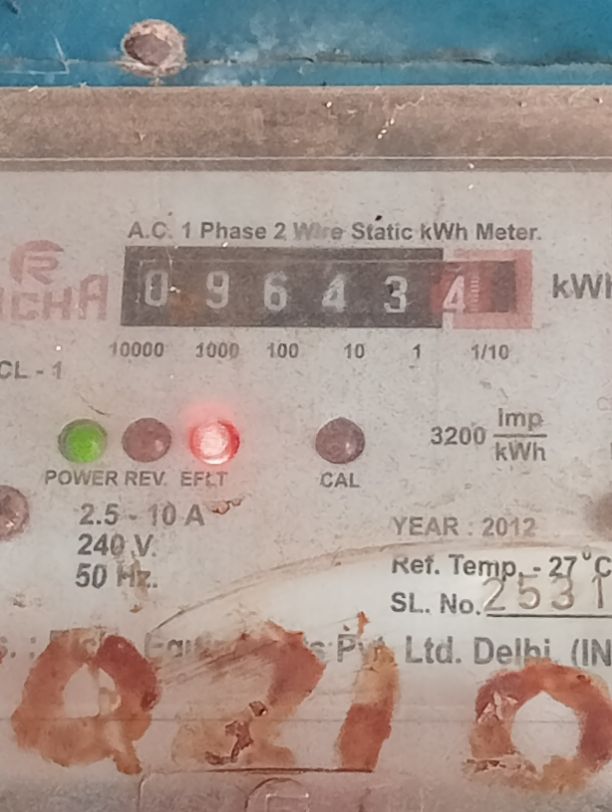 A.C. 1 Phase 2 Wire Static kWh Meter.
0 9 6 4 3 4 kWh
10000 1000 100 10 1 1/10
CL - 1
3200 Imp
kWh
POWER REV. EFLT CAL
2.5 - 10 A
240 V.
50 Hz.
YEAR : 2012
Ref. Temp. - 27°C
SL. No. 2531
Pvt. Ltd. Delhi (IN